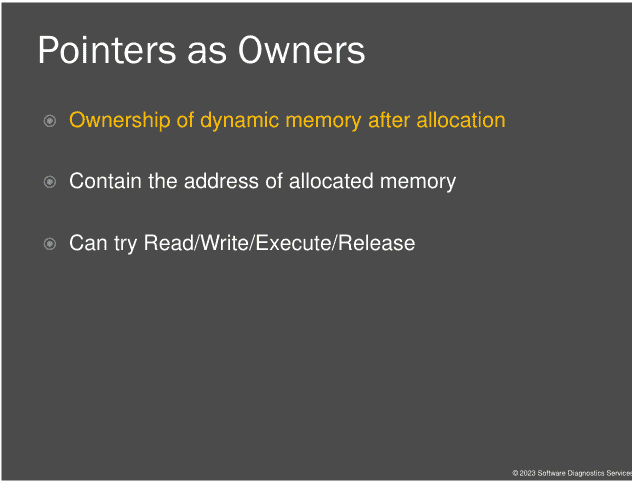 Pointers as Owners
Ownership of dynamic memory after allocation
Contain the address of allocated memory
Can try Read/Write/Execute/Release
© 2023 Software Diagnostics Services